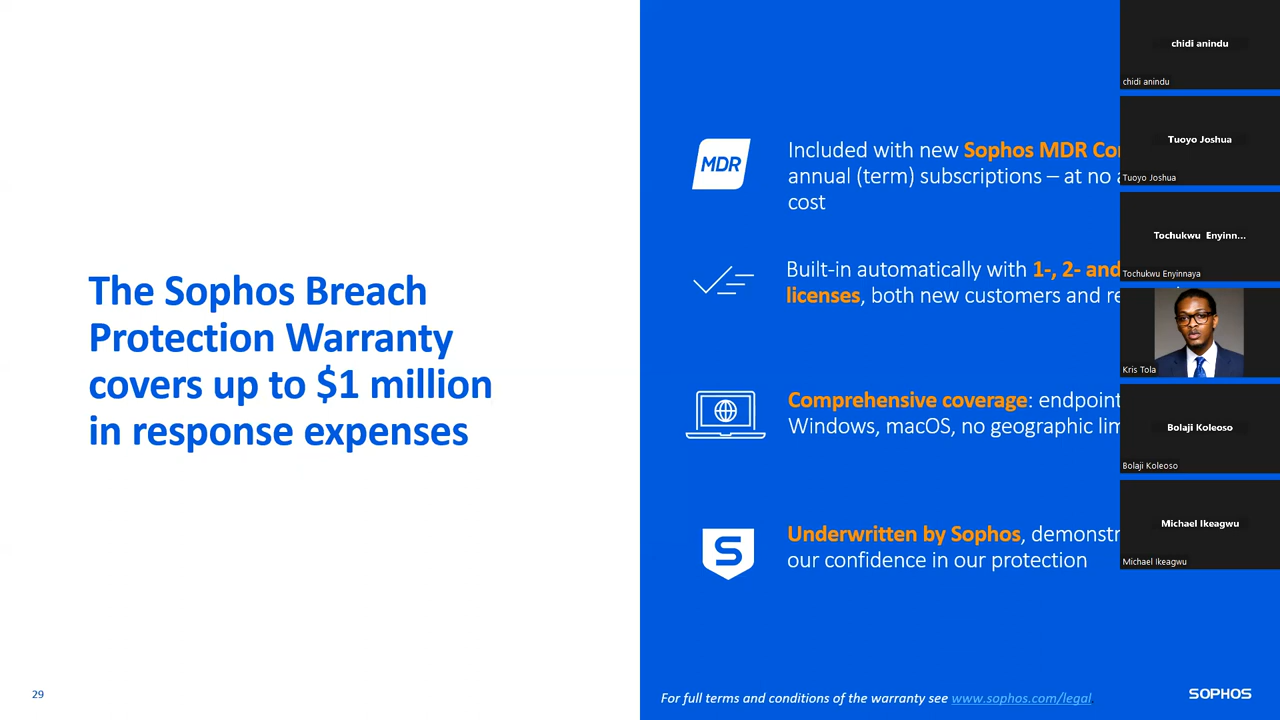 The Sophos Breach
Protection Warranty
covers up to $1 million
in response expenses
29
MDR
Included with new Sophos MDR
annual (term) subscriptions – at no
cost
Built-in automatically with 1-, 2- and
licenses, both new customers and
Comprehensive coverage: endpoint
Windows, macOS, no geographic
S
Underwritten by Sophos,
our confidence in our protection
For full terms and conditions of the warranty see www.sophos.com/legal.
SOPHOS
chidi anindu
chidi anindu
Tuoyo Joshua
Tuoyo Joshua
Tochukwu Enyinn...
Tochukwu Enyinnaya
Kris Tola
Bolaji Koleoso
Bolaji Koleoso
Michael Ikeagwu
Michael Ikeagwu